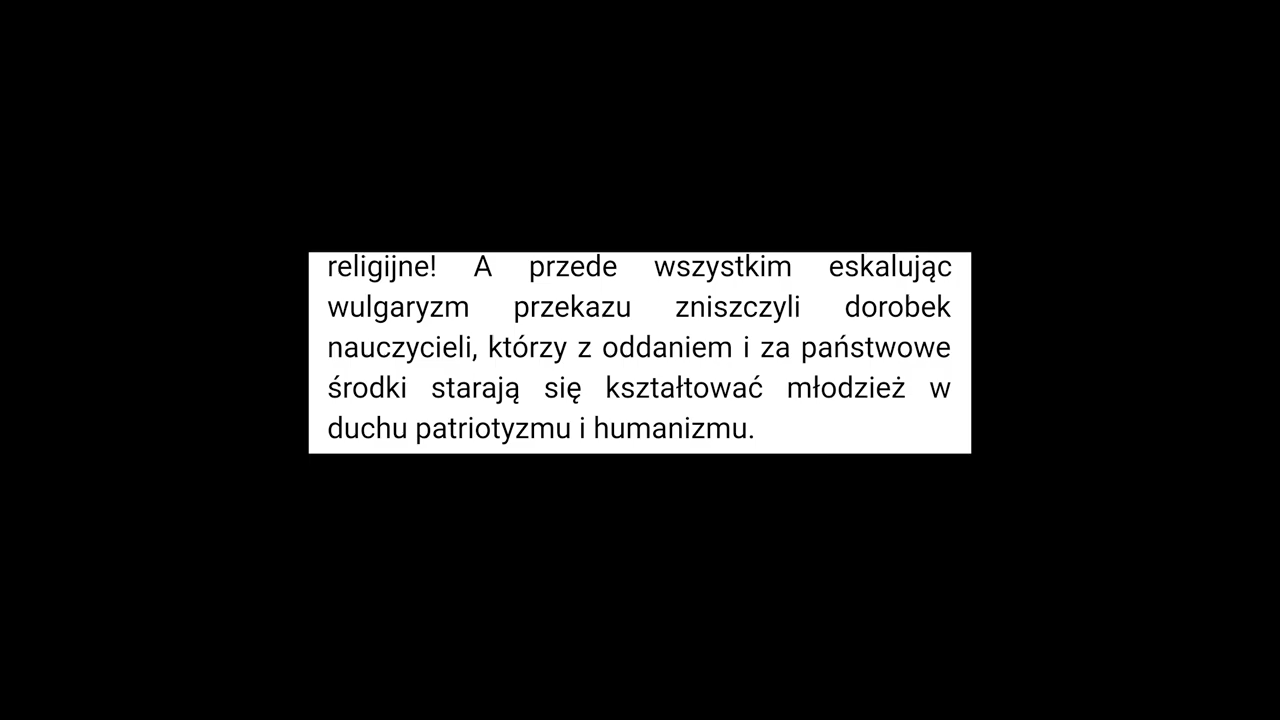 religijne! A przede wszystkim eskalując
wulgaryzm przekazu zniszczyli dorobek
nauczycieli, którzy z oddaniem i za państwowe
środki starają się kształtować młodzież w
duchu patriotyzmu i humanizmu.